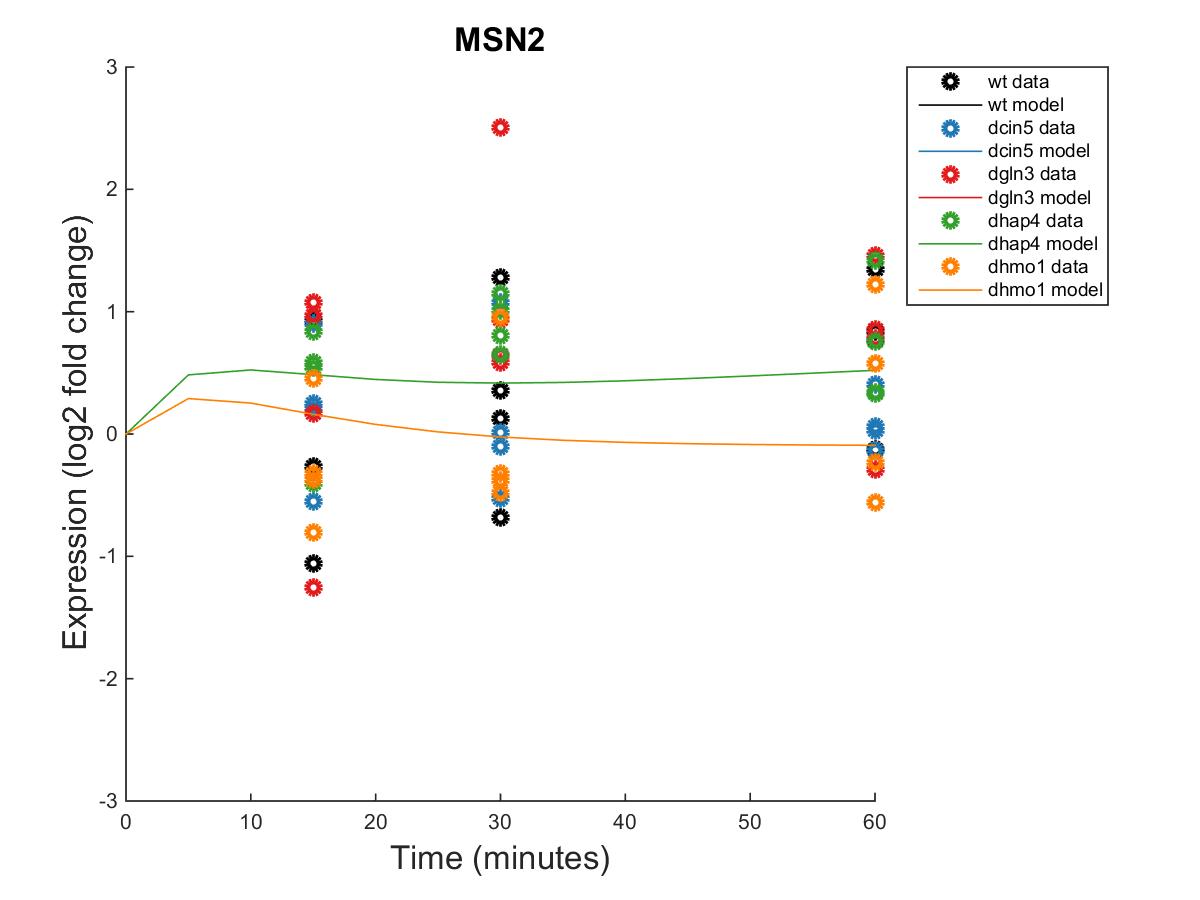 MSN2
3
2
1
0
-1
-2
-3
Expression (log2 fold change)
0 10 20 30 40 50 60
Time (minutes)
wt data
wt model
dcin5 data
dcin5 model
dgln3 data
dgln3 model
dhap4 data
dhap4 model
dhmo1 data
dhmo1 model